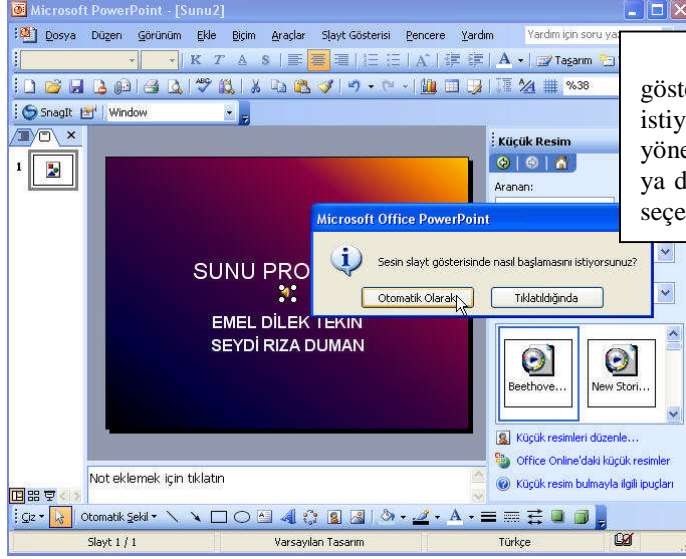 Microsoft PowerPoint - [Sunu2]
Dosya Düzen Görünüm Ekle Biçim Araçlar Slayt Gösterisi Pencere Yardım
K T A S Tasarım
%38
SnagIt Window
1
Küçük Resim
Aranan:
Microsoft Office PowerPoint
Sesin slayt gösterisinde nasıl başlamasını istiyorsunuz?
Otomatik Olarak Tıklatıldığında
SUNU PRO
EMEL DİLEK TEKİN
SEYDİ RIZA DUMAN
Beethove... New Stori...
Küçük resimleri düzenle...
Office Online'daki küçük resimler
Küçük resim bulmayla ilgili ipuçları
Not eklemek için tıklatın
Çiz Otomatik Şekil
Slayt 1 / 1 Varsayılan Tasarım Türkçe